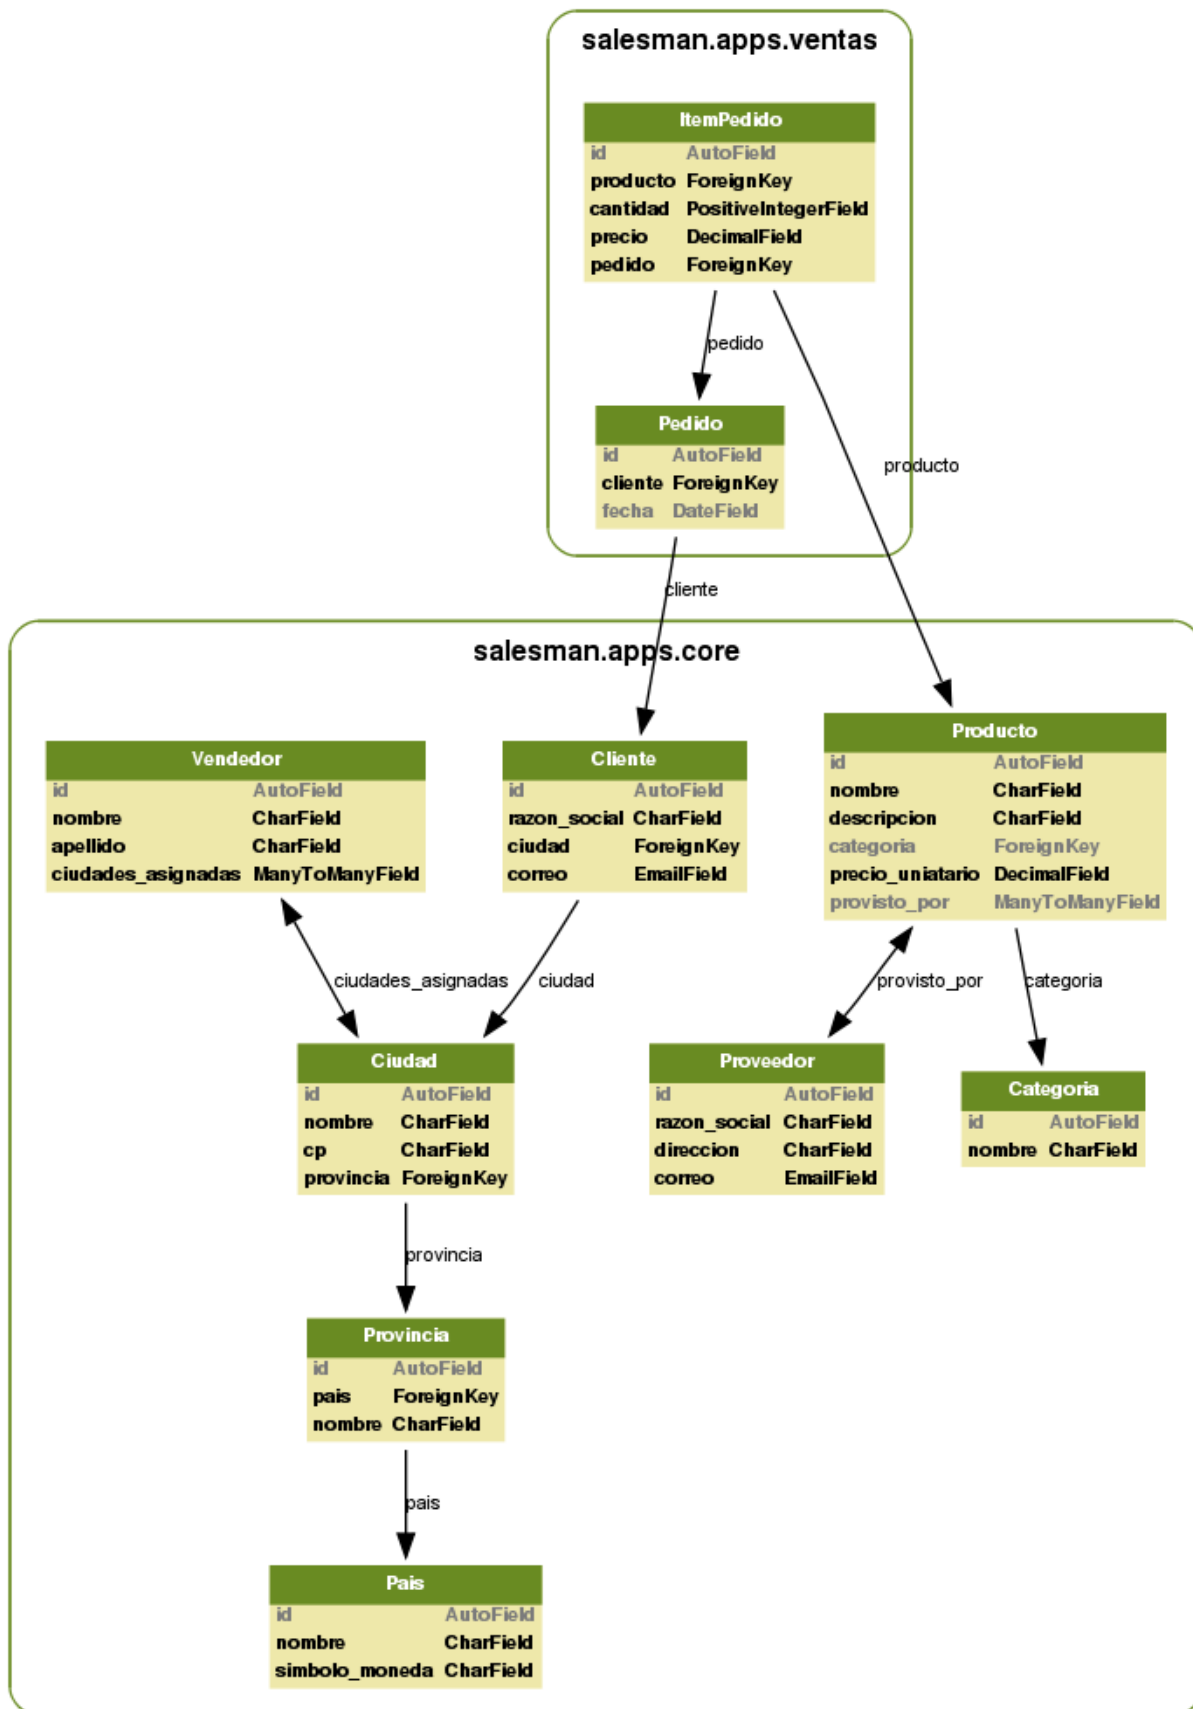 salesman.apps.ventas
ItemPedido
id AutoField
producto ForeignKey
cantidad PositiveIntegerField
precio DecimalField
pedido ForeignKey
pedido
producto
Pedido
id AutoField
cliente ForeignKey
fecha DateField
cliente
salesman.apps.core
Vendedor
id AutoField
nombre CharField
apellido CharField
ciudades_asignadas ManyToManyField
Cliente
id AutoField
razon_social CharField
ciudad ForeignKey
correo EmailField
Producto
id AutoField
nombre CharField
descripcion CharField
categoria ForeignKey
precio_uniatario DecimalField
provisto_por ManyToManyField
ciudades_asignadas
ciudad
provisto_por
categoria
Ciudad
id AutoField
nombre CharField
cp CharField
provincia ForeignKey
Proveedor
id AutoField
razon_social CharField
direccion CharField
correo EmailField
Categoria
id AutoField
nombre CharField
provincia
Provincia
id AutoField
pais ForeignKey
nombre CharField
pais
Pais
id AutoField
nombre CharField
simbolo_moneda CharField